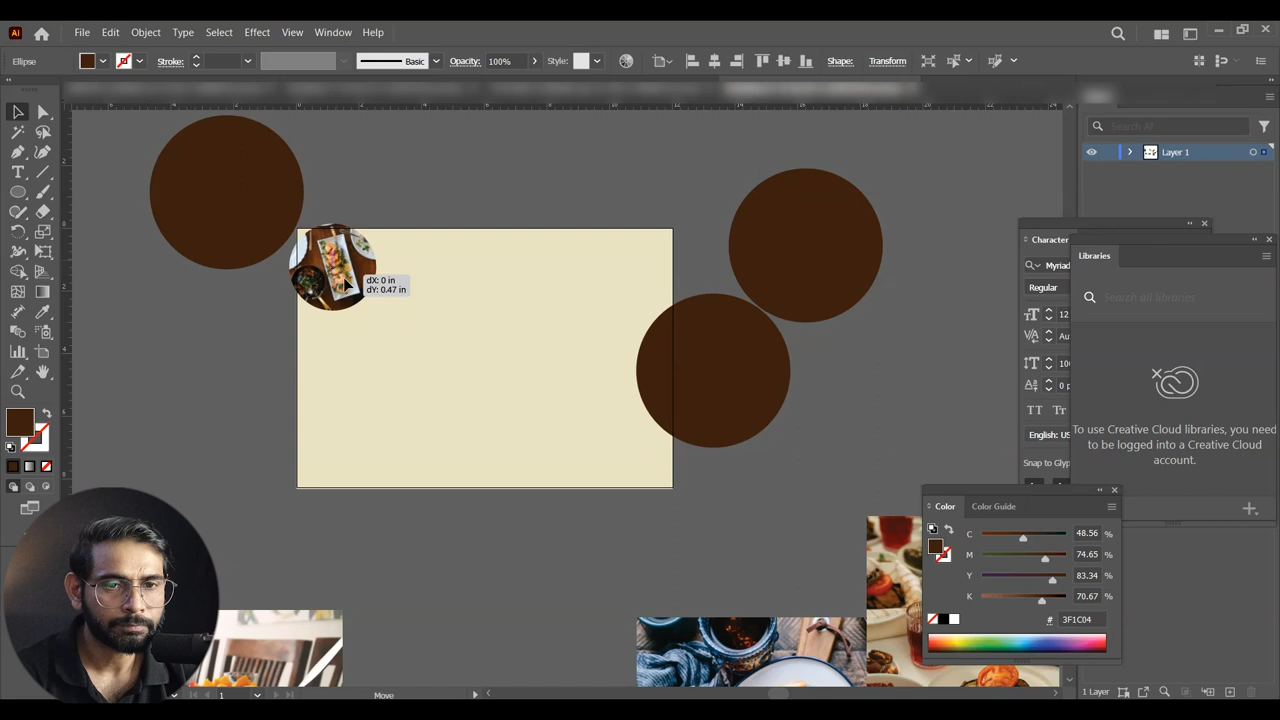 Ai File Edit Object Type Select Effect View Window Help
Ellipse Stroke: Basic Opacity: 100% Style: Shape: Transform
Search All
Layer 1
dX: 0 in
dY: 0.47 in
Character
Myriad
Regular
12
100
0 p
TT Tr
English: US
Snap to Glyp
Libraries
Search all libraries
To use Creative Cloud libraries, you need
to be logged into a Creative Cloud
account.
Color Color Guide
C 48.56 %
M 74.65 %
Y 83.34 %
K 70.67 %
# 3F1C04
1 Move
1 Layer